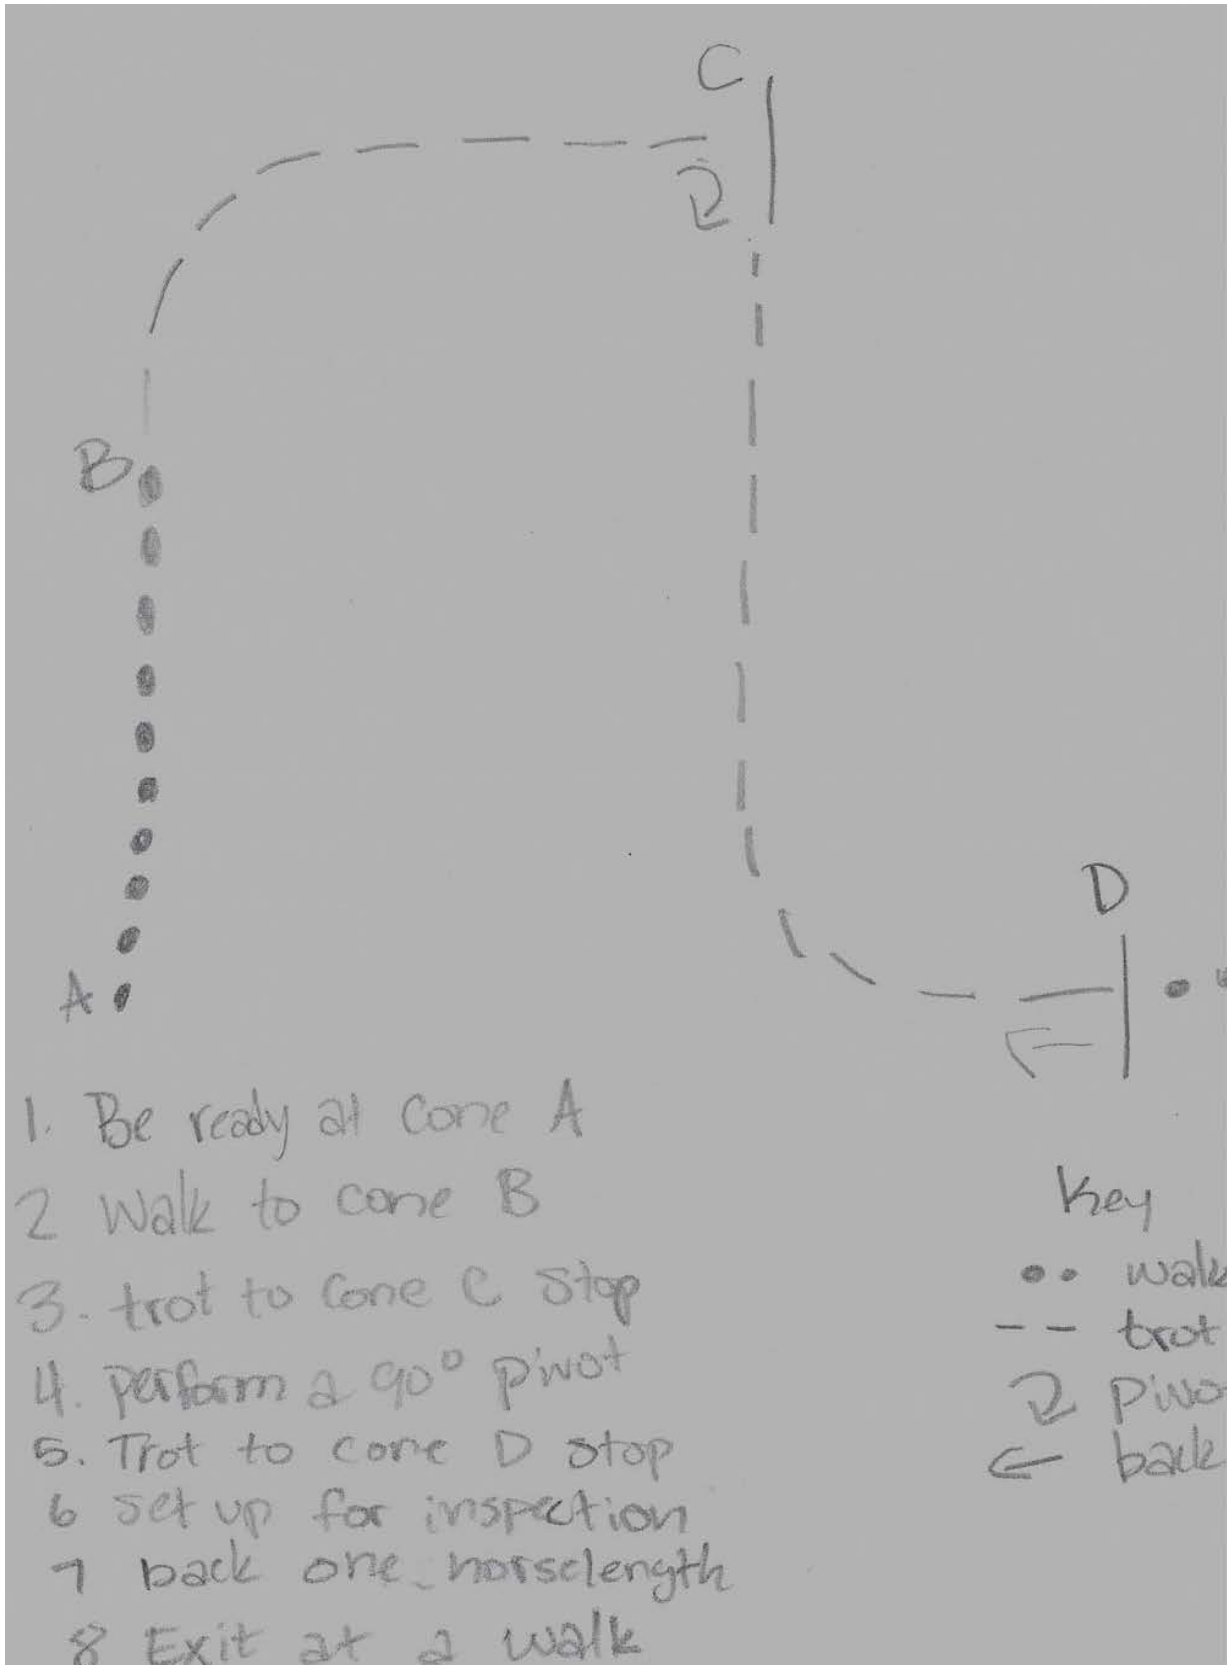 C
B
A
D
1. Be ready at cone A
2 Walk to cone B
3. trot to Cone C Stop
4. perform a 90° pivot
5. Trot to cone D stop
6 set up for inspection
7 back one horselength
8 Exit at a walk
Key
walk
trot
pivo
back